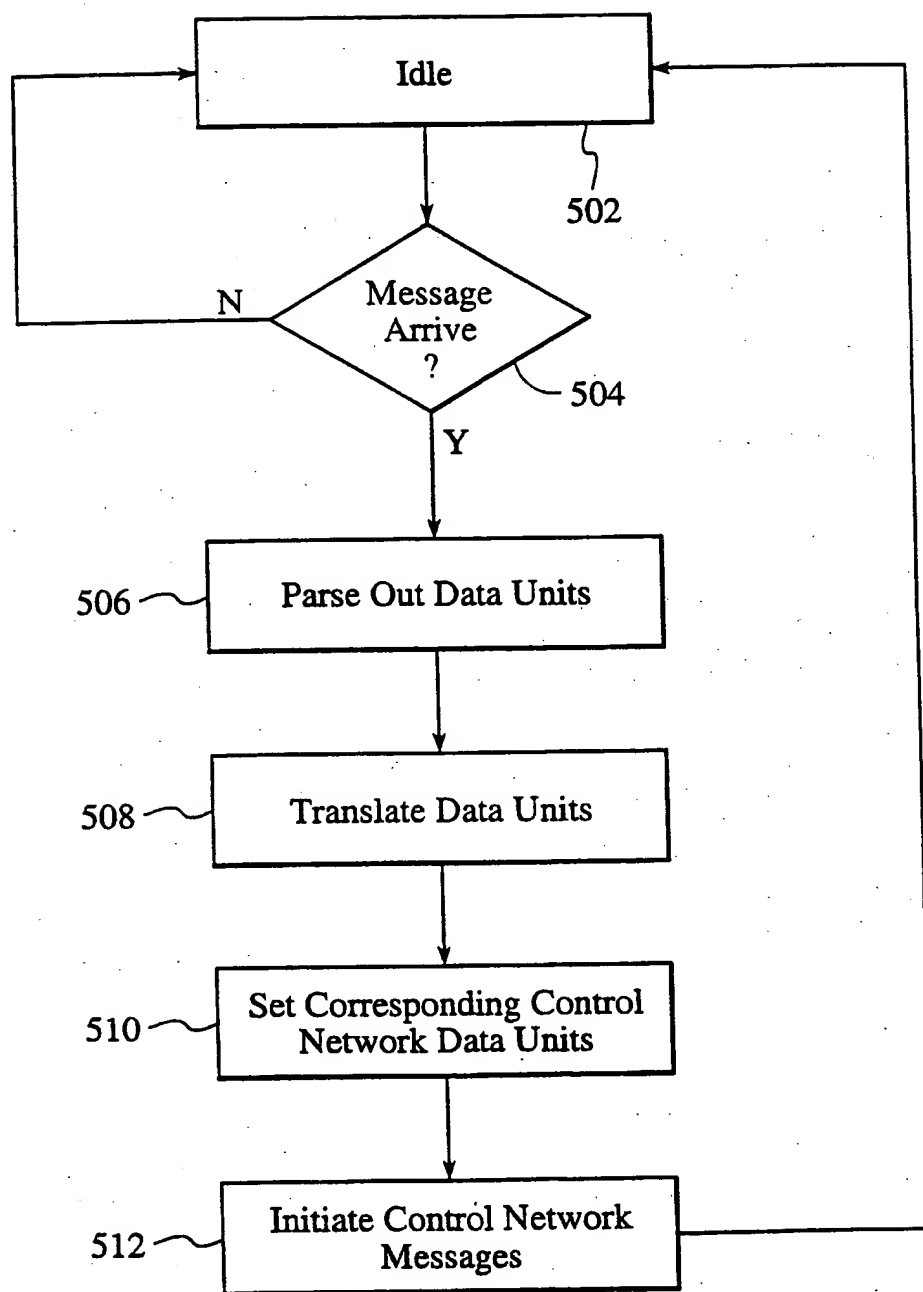 Idle
502
Message
Arrive
?
N
504
Y
506
Parse Out Data Units
508
Translate Data Units
510
Set Corresponding Control
Network Data Units
512
Initiate Control Network
Messages